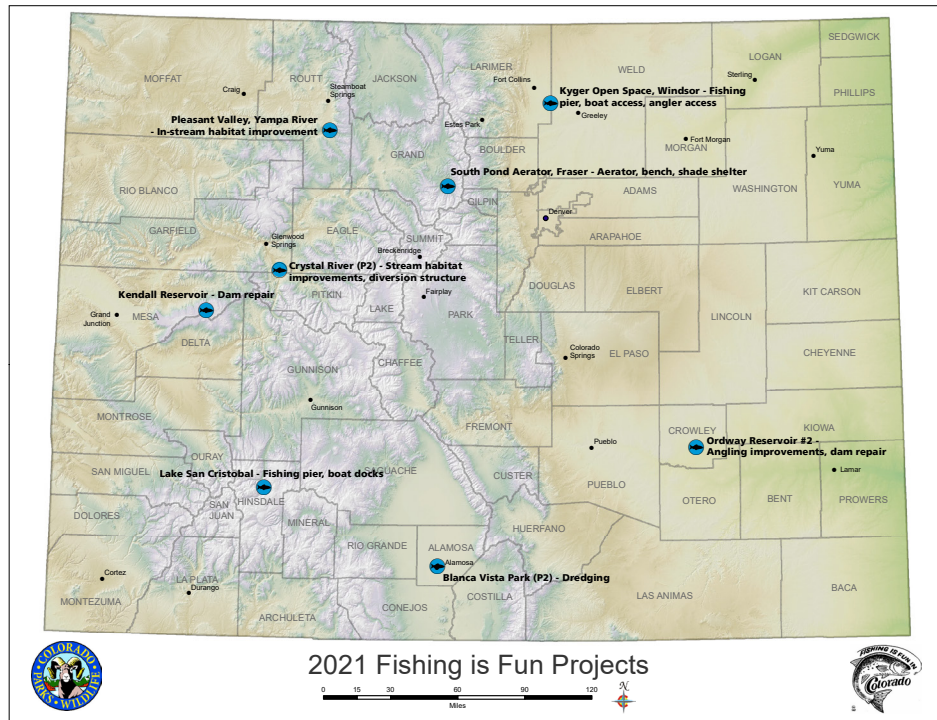 SEDGWICK
LOGAN
LARIMER
WELD
JACKSON
MOFFAT
ROUTT
Sterling
Fort Collins
Steamboat
Springs
Craig
PHILLIPS
Kyger Open Space, Windsor - Fishing
pier, boat access, angler access
Greeley
Pleasant Valley, Yampa River
- In-stream habitat improvement
Estes Park
Fort Morgan
MORGAN
BOULDER
GRAND
Yuma
South Pond Aerator, Fraser - Aerator, bench, shade shelter
RIO BLANCO
GILPIN
ADAMS
WASHINGTON
YUMA
Denver
GARFIELD
EAGLE
ARAPAHOE
Glenwood
Springs
SUMMIT
Breckenridge
Crystal River (P2) - Stream habitat
improvements, diversion structure
Kendall Reservoir - Dam repair
PITKIN
Fairplay
DOUGLAS
ELBERT
KIT CARSON
LAKE
PARK
Grand
Junction
MESA
LINCOLN
DELTA
TELLER
Colorado
Springs
EL PASO
CHEYENNE
CHAFFEE
GUNNISON
Gunnison
MONTROSE
FREMONT
CROWLEY
KIOWA
Pueblo
Ordway Reservoir #2 -
Angling improvements, dam repair
OURAY
SAN MIGUEL
Lake San Cristobal - Fishing pier, boat docks
SAGUACHE
CUSTER
Lamar
PUEBLO
OTERO
BENT
PROWERS
HINSDALE
SAN
JUAN
DOLORES
MINERAL
HUERFANO
RIO GRANDE
ALAMOSA
Alamosa
Blanca Vista Park (P2) - Dredging
Cortez
LA PLATA
Durango
MONTEZUMA
ARCHULETA
CONEJOS
COSTILLA
LAS ANIMAS
BACA
COLORADO
PARKS
WILDLIFE
2021 Fishing is Fun Projects
0 15 30 60 90 120
Miles
N
FISHING IS FUN IN
Colorado